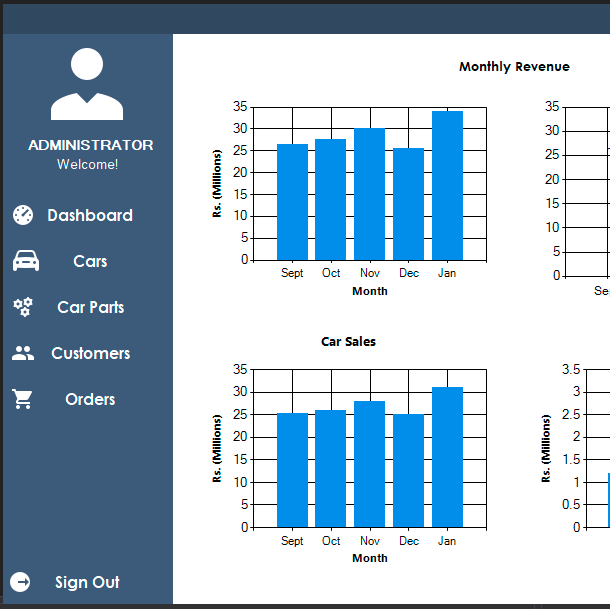 ADMINISTRATOR
Welcome!
Dashboard
Cars
Car Parts
Customers
Orders
Sign Out
Monthly Revenue
35
30
25
20
15
10
5
0
Rs. (Millions)
Sept Oct Nov Dec Jan
Month
35
30
25
20
15
10
5
0
Car Sales
35
30
25
20
15
10
5
0
Rs. (Millions)
Sept Oct Nov Dec Jan
Month
3.5
3
2.5
2
1.5
1
0.5
0
Rs. (Millions)